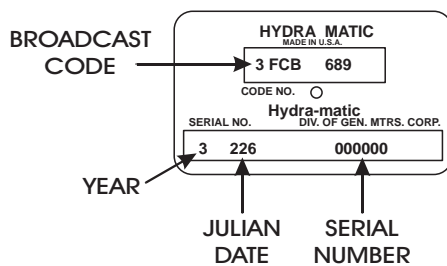 BROADCAST
CODE
HYDRA MATIC
MADE IN U.S.A.
3 FCB 689
CODE NO.
Hydra-matic
SERIAL NO. DIV. OF GEN. MTRS. CORP.
3 226 000000
YEAR
JULIAN
DATE
SERIAL
NUMBER